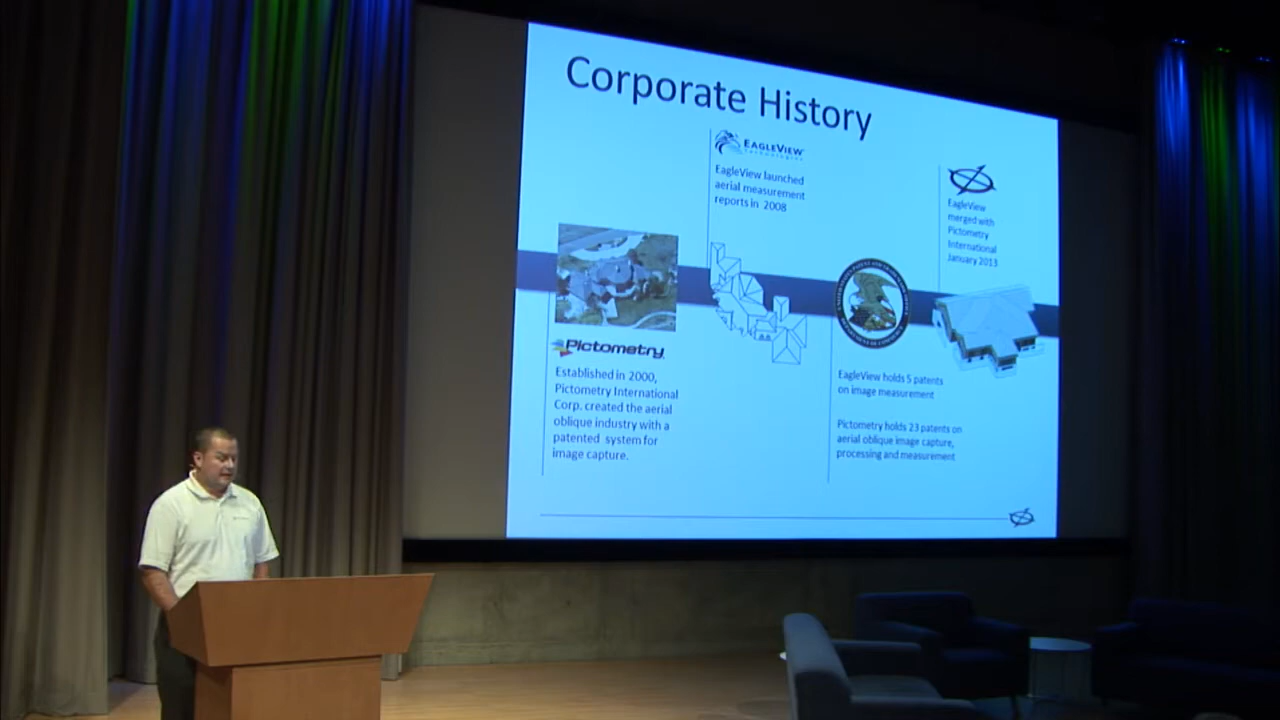 Corporate History
EAGLEVIEW
Technologies
EagleView launched
aerial measurement
reports in 2008
EagleView
merged with
Pictometry
International
January 2013
Pictometry
Established in 2000,
Pictometry International
Corp. created the aerial
oblique industry with a
patented system for
image capture.
EagleView holds 5 patents
on image measurement
Pictometry holds 23 patents on
aerial oblique image capture,
processing and measurement